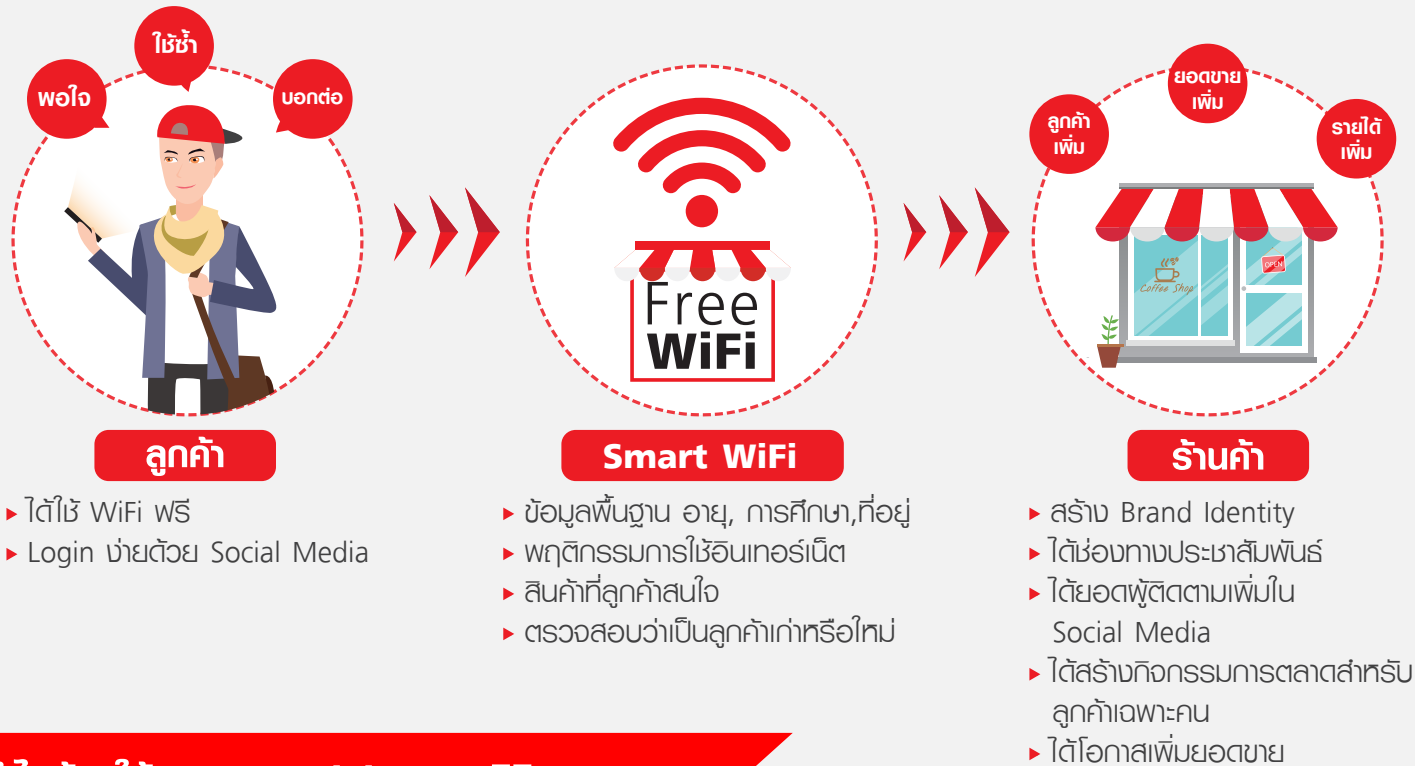 ใช้ซ้ำ
พอใจ
บอกต่อ
ลูกค้า
▸ ได้ใช้ WiFi ฟรี
▸ Login ง่ายด้วย Social Media
Free
WiFi
Smart WiFi
▸ ข้อมูลพื้นฐาน อายุ, การศึกษา,ที่อยู่
▸ พฤติกรรมการใช้อินเทอร์เน็ต
▸ สินค้าที่ลูกค้าสนใจ
▸ ตรวจสอบว่าเป็นลูกค้าเก่าหรือใหม่
ยอดขาย
เพิ่ม
ลูกค้า
เพิ่ม
รายได้
เพิ่ม
Coffee Shop
OPEN
ร้านค้า
▸ สร้าง Brand Identity
▸ ได้ช่องทางประชาสัมพันธ์
▸ ได้ยอดผู้ติดตามเพิ่มใน
Social Media
▸ ได้สร้างกิจกรรมการตลาดสำหรับ
ลูกค้าเฉพาะคน
▸ ได้โอกาสเพิ่มยอดขาย